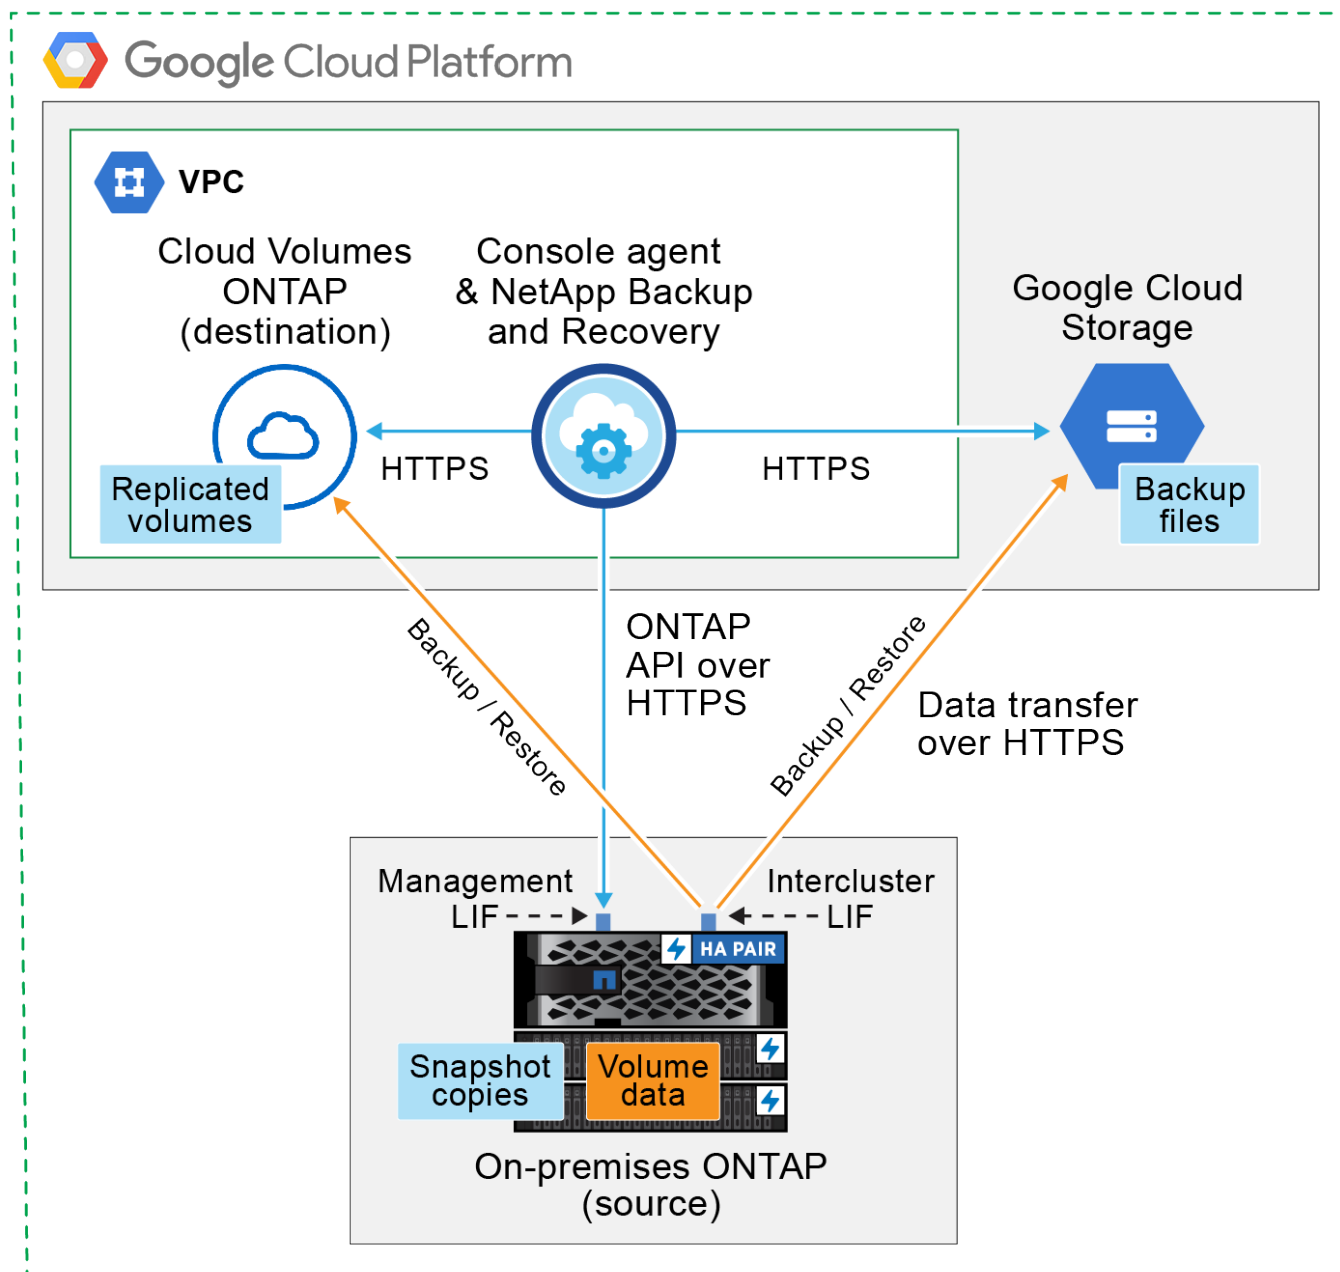 Google Cloud Platform
VPC
Cloud Volumes
ONTAP
(destination)
Console agent
& NetApp Backup
and Recovery
Google Cloud
Storage
HTTPS
HTTPS
Replicated
volumes
Backup
files
Backup / Restore
ONTAP
API over
HTTPS
Backup / Restore
Data transfer
over HTTPS
Management
LIF
Intercluster
LIF
HA PAIR
Snapshot
copies
Volume
data
On-premises ONTAP
(source)